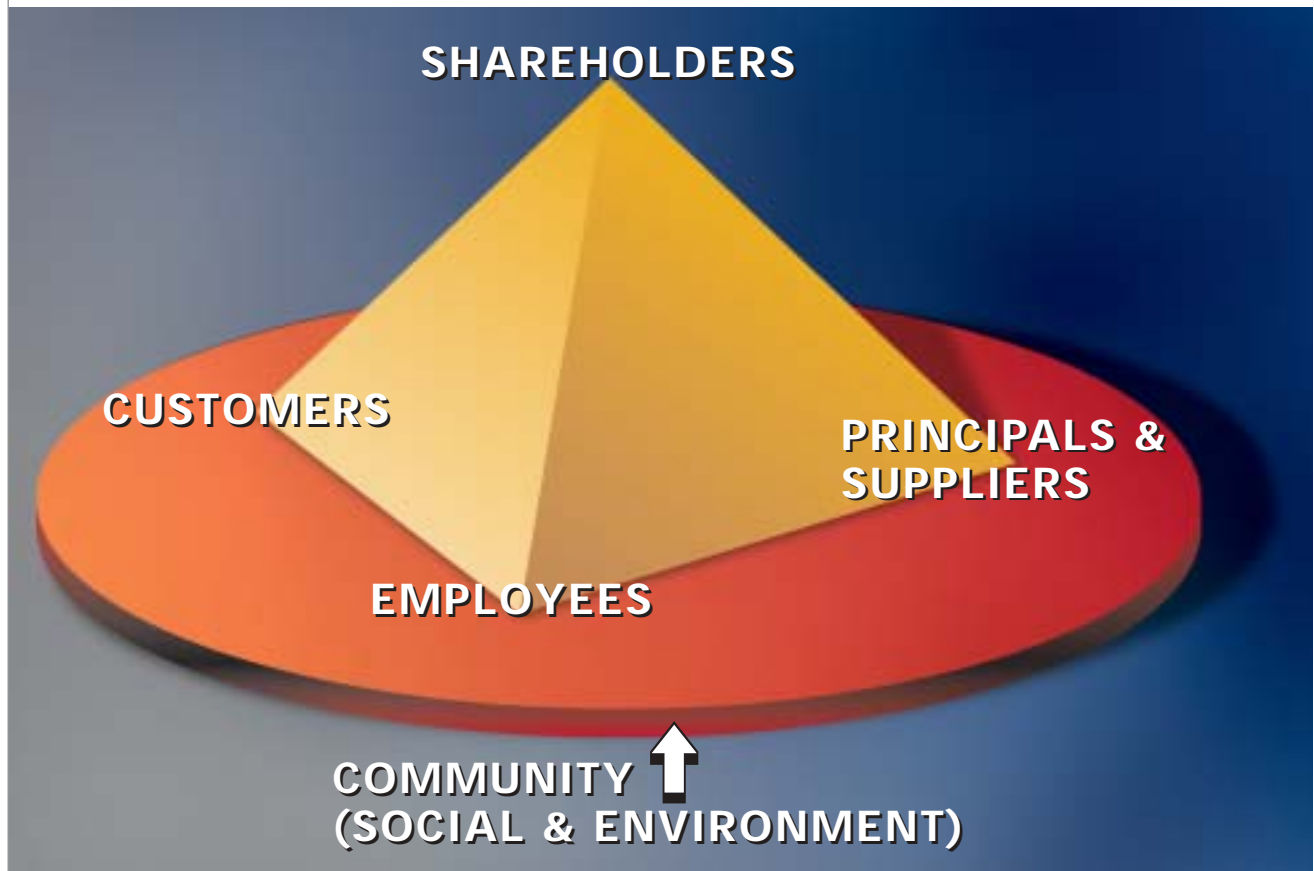 SHAREHOLDERS
CUSTOMERS
PRINCIPALS &
SUPPLIERS
EMPLOYEES
COMMUNITY
(SOCIAL & ENVIRONMENT)